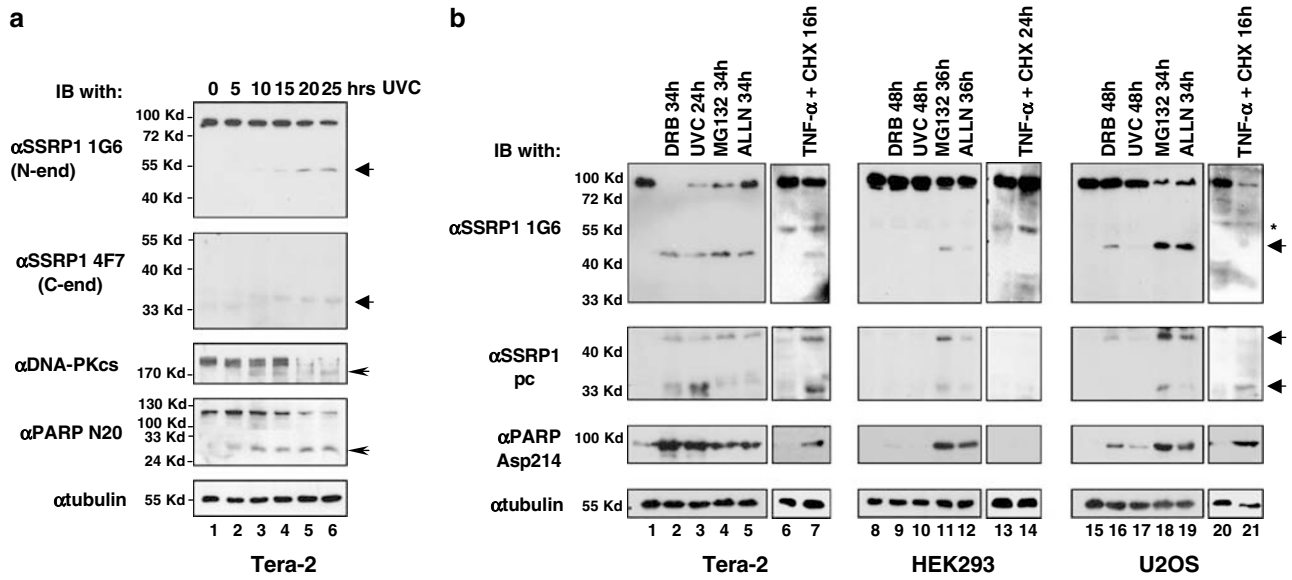 a
IB with: 0 5 10 15 20 25 hrs UVC
αSSRP1 1G6
(N-end)
100 Kd
72 Kd
55 Kd
40 Kd
αSSRP1 4F7
(C-end)
55 Kd
40 Kd
33 Kd
αDNA-PKcs
170 Kd
αPARP N20
130 Kd
100 Kd
33 Kd
24 Kd
αtubulin 55 Kd
1 2 3 4 5 6
Tera-2
b
IB with:
DRB 34h
UVC 24h
MG132 34h
ALLN 34h
TNF-α + CHX 16h
DRB 48h
UVC 48h
MG132 36h
ALLN 36h
TNF-α + CHX 24h
DRB 48h
UVC 48h
MG132 34h
ALLN 34h
TNF-α + CHX 16h
αSSRP1 1G6
100 Kd
72 Kd
55 Kd
40 Kd
33 Kd
*
αSSRP1
pc
40 Kd
33 Kd
αPARP
Asp214
100 Kd
αtubulin 55 Kd
1 2 3 4 5 6 7 8 9 10 11 12 13 14 15 16 17 18 19 20 21
Tera-2 HEK293 U2OS